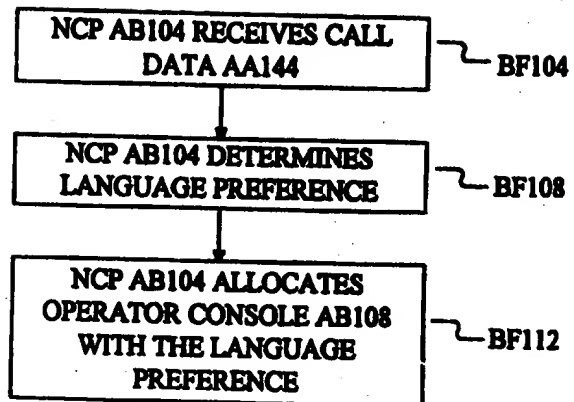 NCP AB104 RECEIVES CALL
DATA AA144
BF104
NCP AB104 DETERMINES
LANGUAGE PREFERENCE
BF108
NCP AB104 ALLOCATES
OPERATOR CONSOLE AB108
WITH THE LANGUAGE
PREFERENCE
BF112